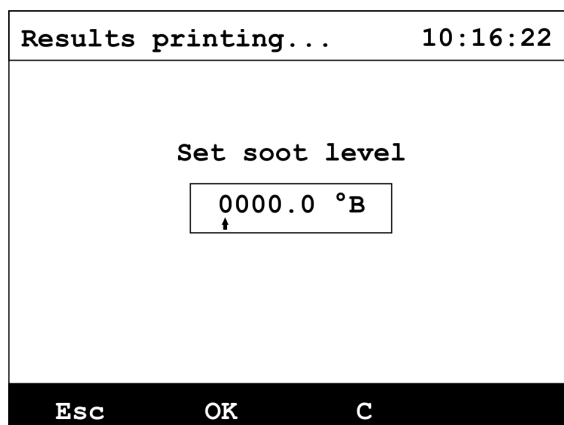 Results printing... 10:16:22
Set soot level
0000.0 °B
Esc OK C